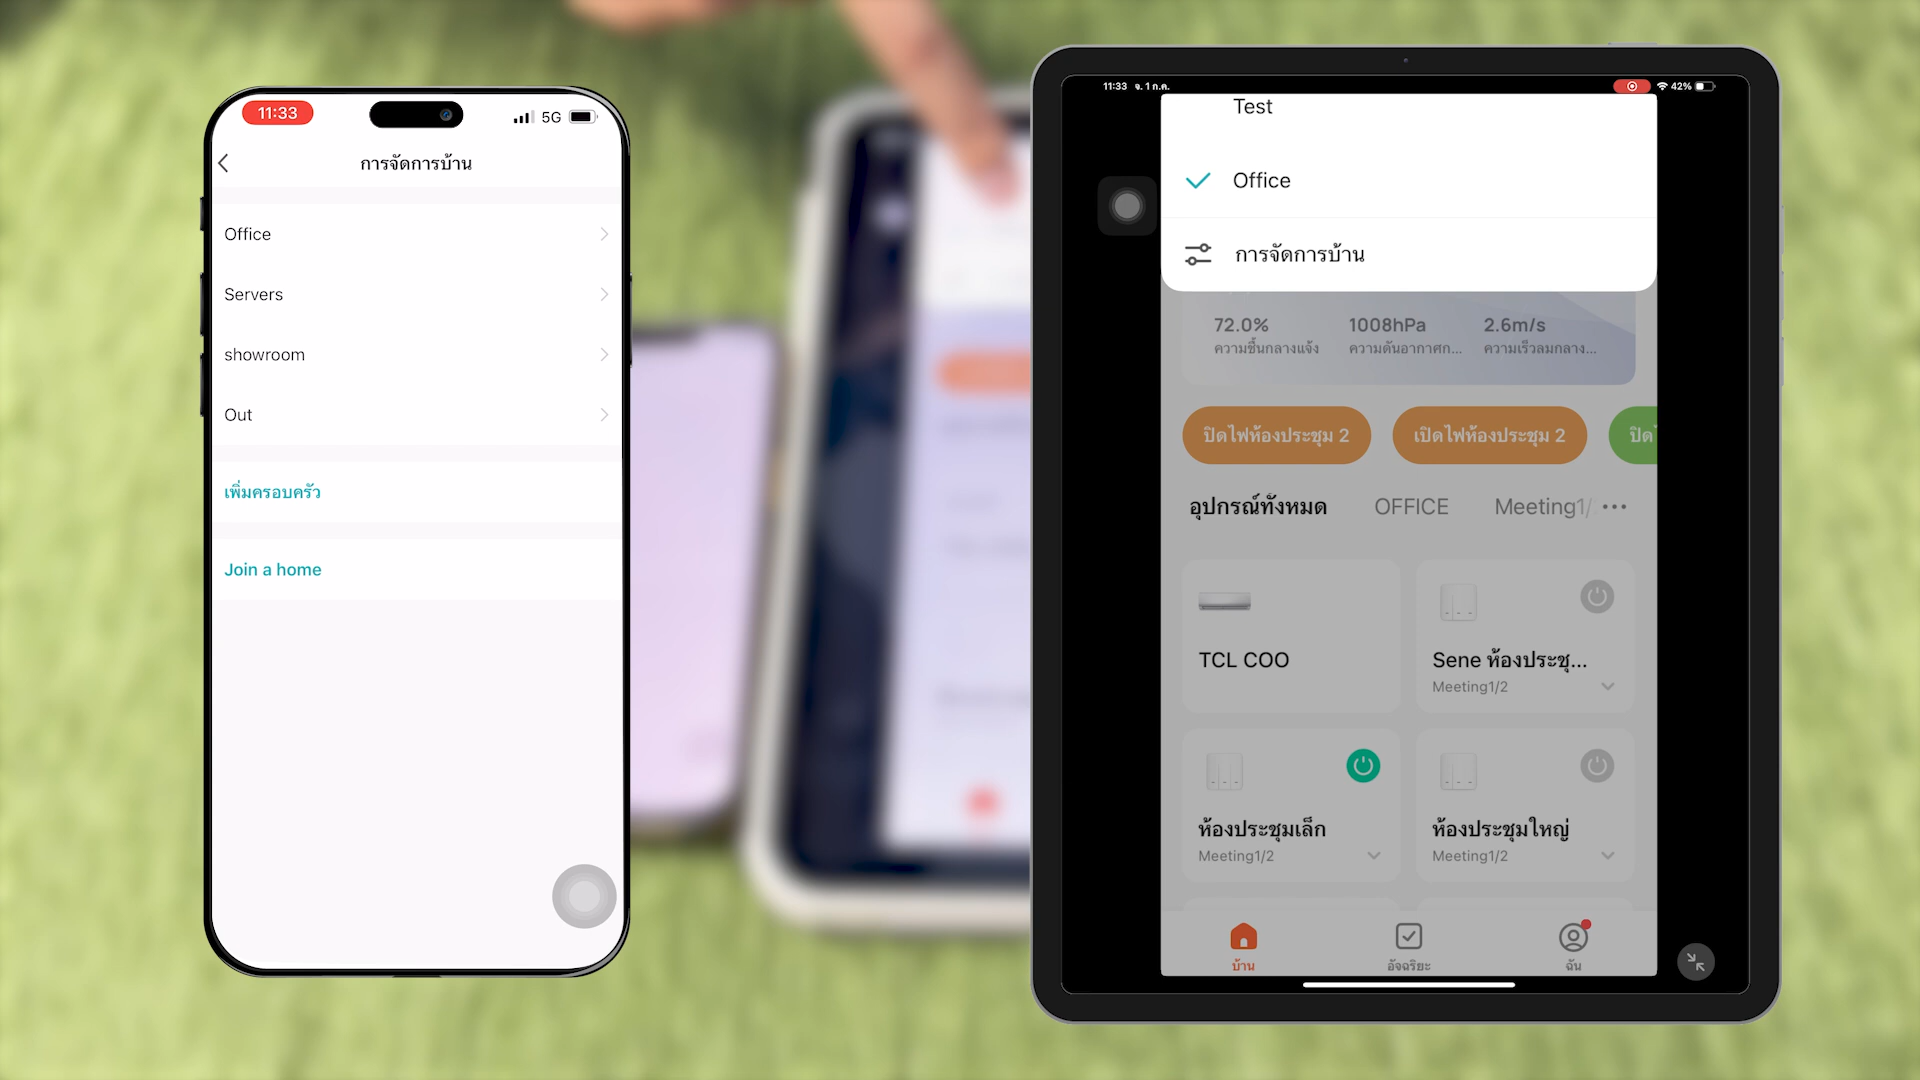 11:33
5G
การจัดการบ้าน
Office
Servers
showroom
Out
เพิ่มครอบครัว
Join a home
11:33 จ. 1 ก.ค.
42%
Test
Office
การจัดการบ้าน
72.0% 1008hPa 2.6m/s
ความชื้นกลางแจ้ง ความดันอากาศก... ความเร็วลมกลาง...
ปิดไฟห้องประชุม 2 เปิดไฟห้องประชุม 2 ปิด
อุปกรณ์ทั้งหมด OFFICE Meeting1/ ...
TCL COO
Sene ห้องประชุ...
Meeting1/2
ห้องประชุมเล็ก
Meeting1/2
ห้องประชุมใหญ่
Meeting1/2
บ้าน อัจฉริยะ ฉัน